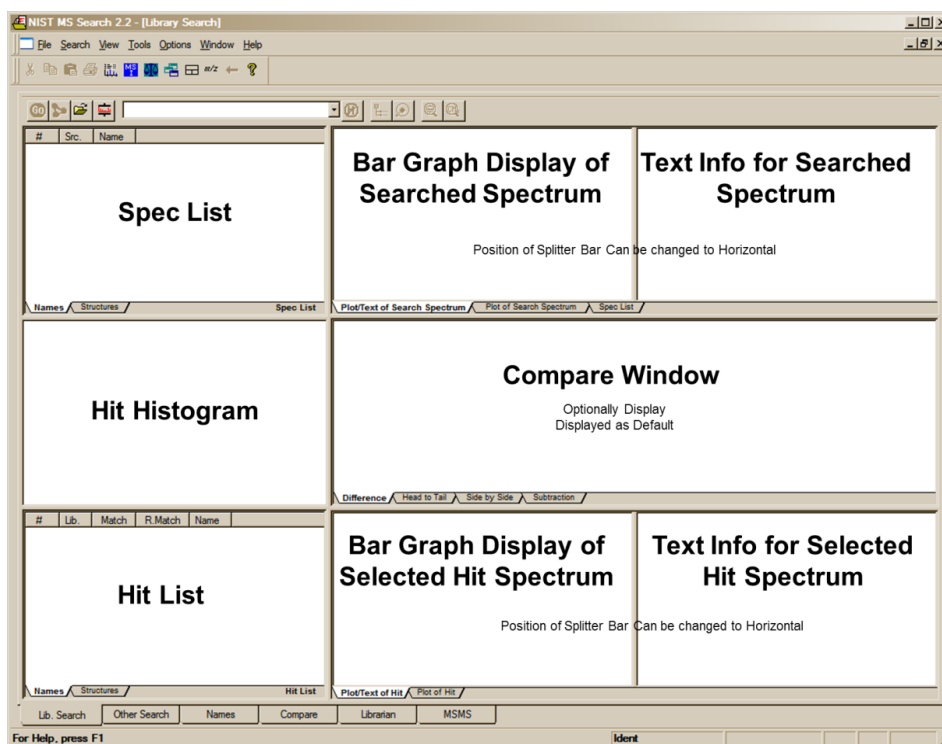 NIST MS Search 2.2 - [Library Search]
File Search View Tools Options Window Help
m/z
# Src. Name
Spec List
Names Structures Spec List
Bar Graph Display of
Searched Spectrum
Text Info for Searched
Spectrum
Position of Splitter Bar Can be changed to Horizontal
Plot/Text of Search Spectrum Plot of Search Spectrum Spec List
Hit Histogram
Compare Window
Optionally Display
Displayed as Default
Difference Head to Tail Side by Side Subtraction
# Lib. Match R.Match Name
Hit List
Names Structures Hit List
Bar Graph Display of
Selected Hit Spectrum
Text Info for Selected
Hit Spectrum
Position of Splitter Bar Can be changed to Horizontal
Plot/Text of Hit Plot of Hit
Lib. Search Other Search Names Compare Librarian MSMS
For Help, press F1 Ident